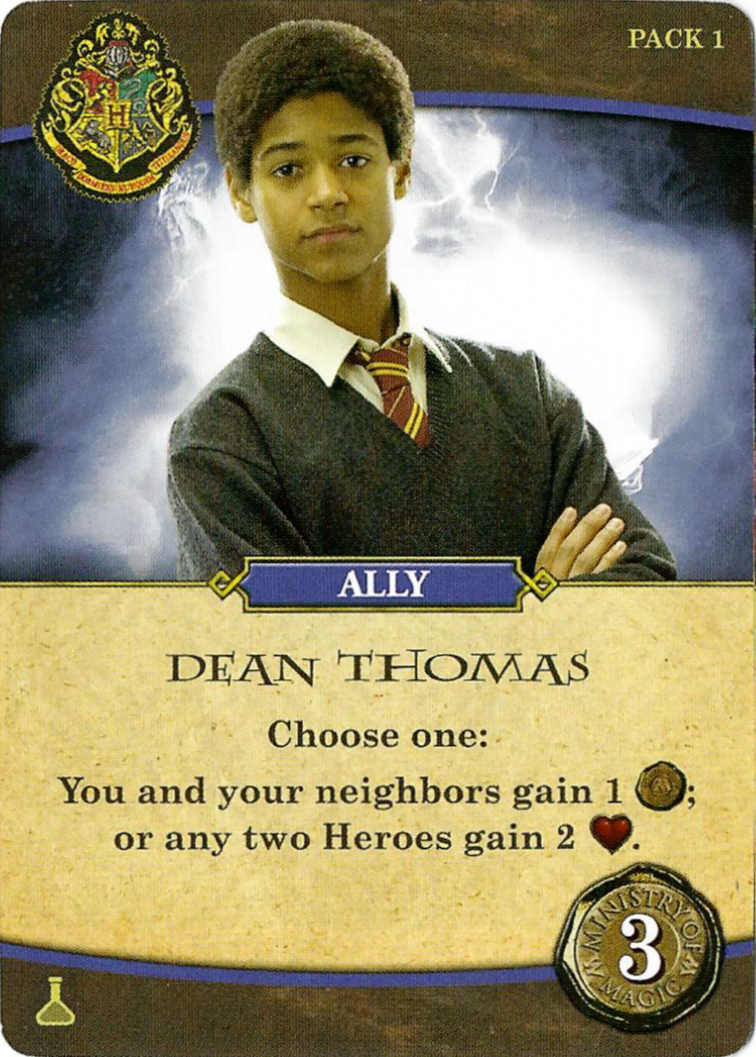 PACK 1
H
ALLY
DEAN THOMAS
Choose one:
You and your neighbors gain 1 ;
or any two Heroes gain 2 .
MINISTRY OF
3
M MAGIC M